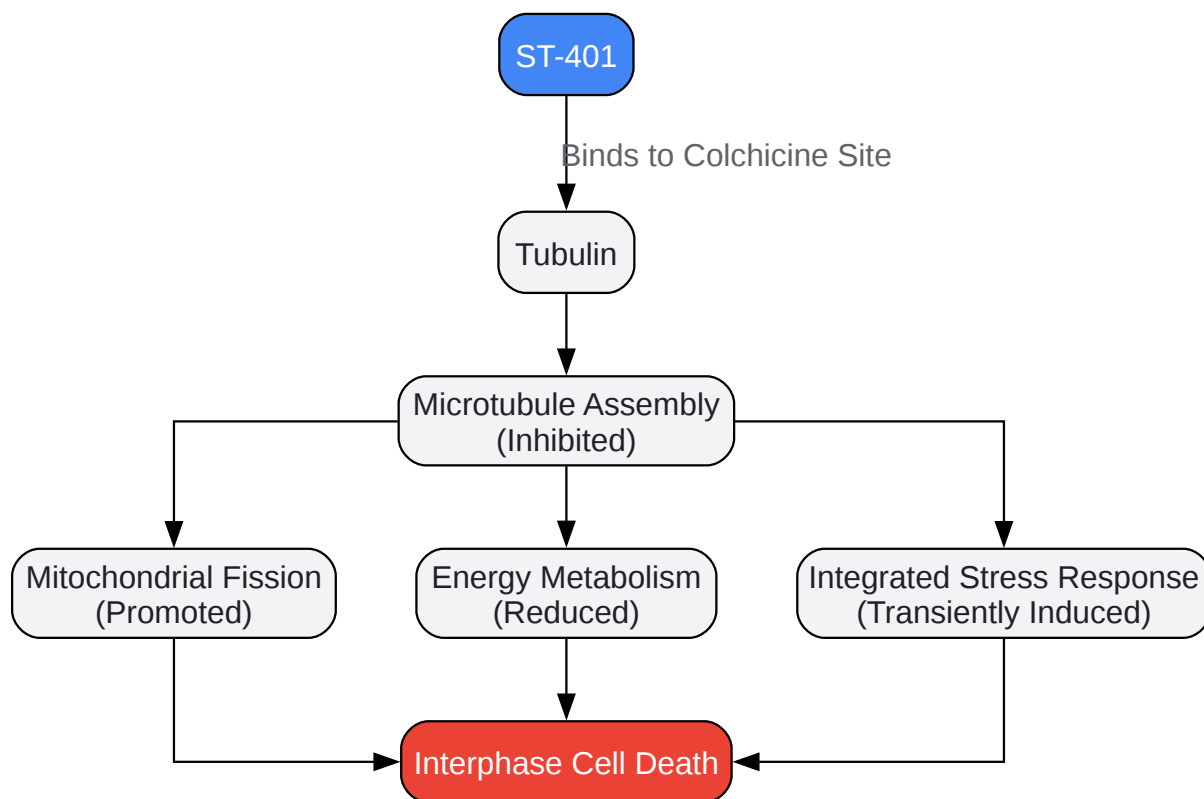 ST-401
Binds to Colchicine Site
Tubulin
Microtubule Assembly
(Inhibited)
Mitochondrial Fission
(Promoted)
Energy Metabolism
(Reduced)
Integrated Stress Response
(Transiently Induced)
Interphase Cell Death